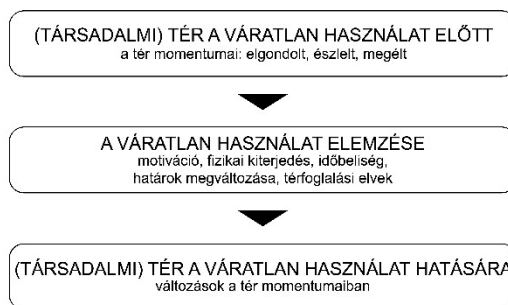 (TÁRSADALMI) TÉR A VÁRATLAN HASZNÁLAT ELŐTT
a tér momentumai: elgondolt, észlelt, megélt
A VÁRATLAN HASZNÁLAT ELEMZÉSE
motiváció, fizikai kiterjedés, időbeliség,
határok megváltozása, térfoglalási elvek
(TÁRSADALMI) TÉR A VÁRATLAN HASZNÁLAT HATÁSÁRA
változások a tér momentumaiban